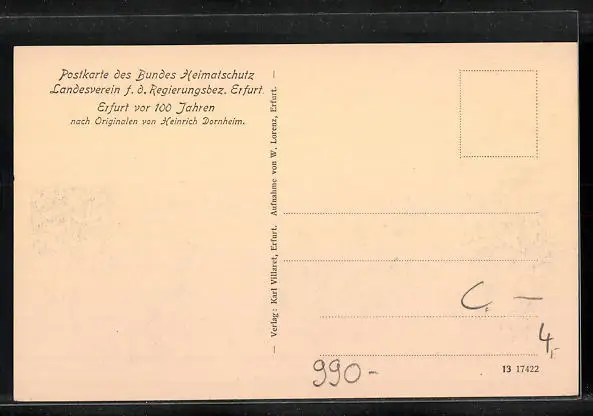 Postkarte des Bundes Heimatschutz
Landesverein f. d. Regierungsbez. Erfurt.
Erfurt vor 100 Jahren
nach Originalen von Heinrich Dornheim.
— Verlag: Karl Villaret, Erfurt. Aufnahme von W. Lorenz, Erfurt. —
C. —
4,-
990-
13 17422